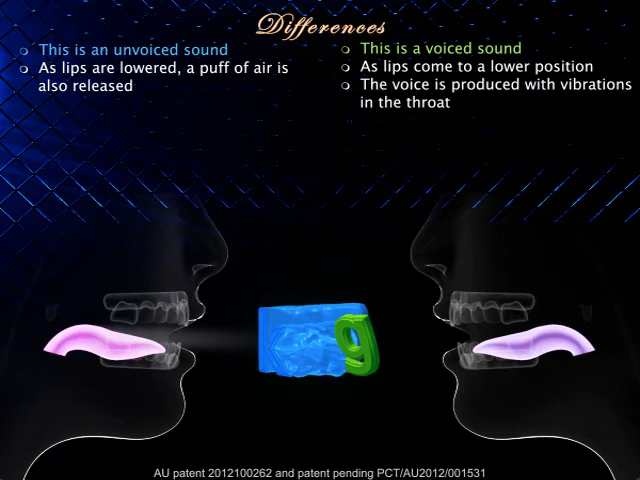 Differences
This is an unvoiced sound
As lips are lowered, a puff of air is
also released
This is a voiced sound
As lips come to a lower position
The voice is produced with vibrations
in the throat
g
AU patent 2012100262 and patent pending PCT/AU2012/001531